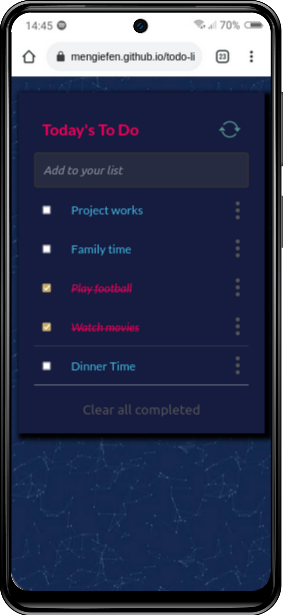 14:45 70%
mengiefen.github.io/todo-li 23
Today's To Do
Add to your list
Project works
Family time
Play football
Watch movies
Dinner Time
Clear all completed